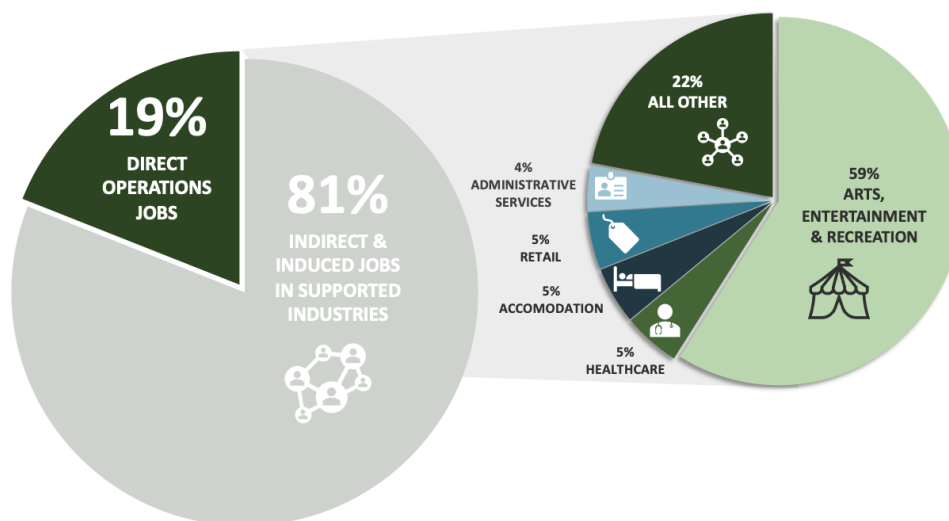 19%
DIRECT
OPERATIONS
JOBS
81%
INDIRECT &
INDUCED JOBS
IN SUPPORTED
INDUSTRIES
22%
ALL OTHER
4%
ADMINISTRATIVE
SERVICES
5%
RETAIL
5%
ACCOMODATION
5%
HEALTHCARE
59%
ARTS,
ENTERTAINMENT
& RECREATION